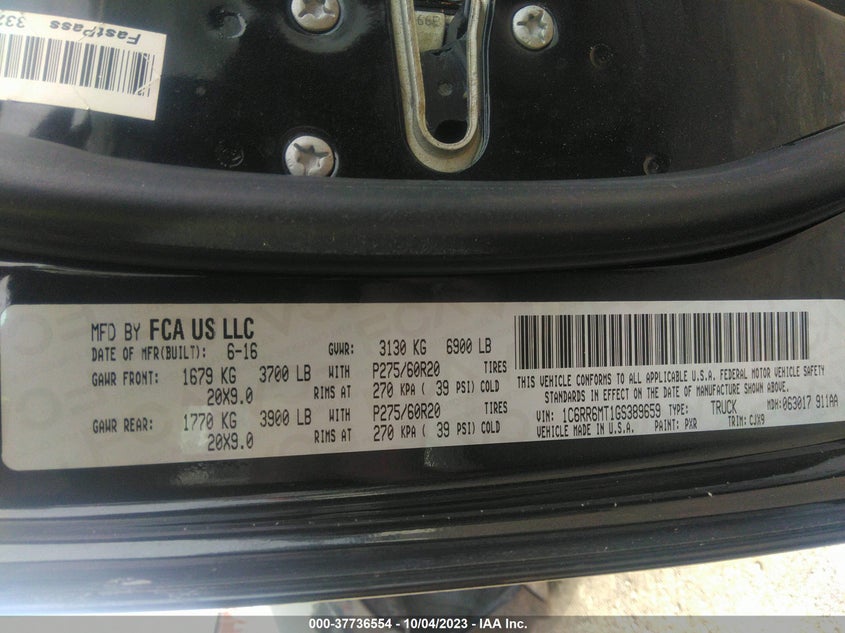 FastPass
MFD BY FCA US LLC
DATE OF MFR(BUILT): 6-16 GVWR: 3130 KG 6900 LB
GAWR FRONT: 1679 KG 3700 LB WITH P275/60R20 TIRES
20X9.0 RIMS AT 270 KPA ( 39 PSI) COLD
GAWR REAR: 1770 KG 3900 LB WITH P275/60R20 TIRES
20X9.0 RIMS AT 270 KPA ( 39 PSI) COLD
THIS VEHICLE CONFORMS TO ALL APPLICABLE U.S.A. FEDERAL MOTOR VEHICLE SAFETY
STANDARDS IN EFFECT ON THE DATE OF MANUFACTURE SHOWN ABOVE.
VIN: 1C6RR6MT1GS389659 TYPE: TRUCK MDH: 063017 911AA
VEHICLE MADE IN U.S.A. PAINT: PXR TRIM: CJX9
000-37736554 - 10/04/2023 - IAA Inc.